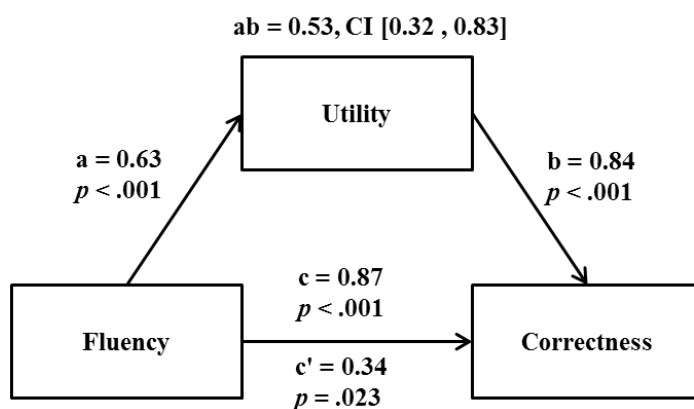 ab = 0.53, CI [0.32 , 0.83]
Utility
a = 0.63
p < .001
b = 0.84
p < .001
c = 0.87
p < .001
Fluency
Correctness
c' = 0.34
p = .023